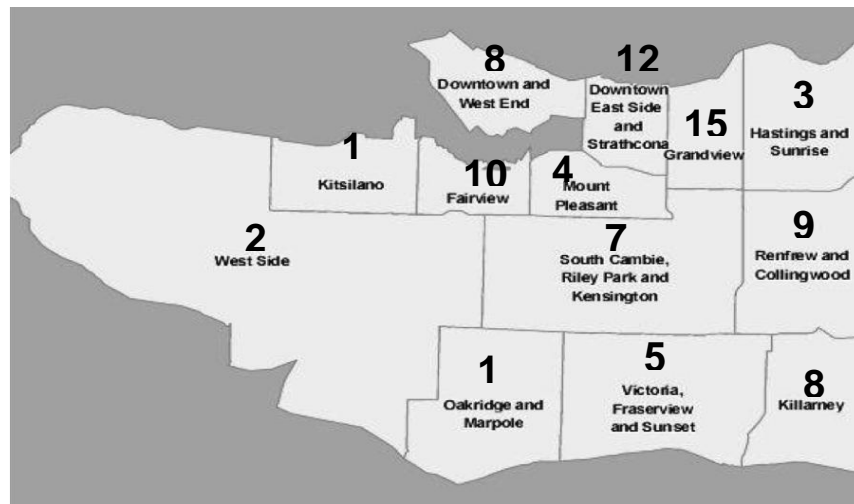 8
Downtown and
West End
12
Downtown
East Side
and
Strathcona
15
Grandview
3
Hastings and
Sunrise
1
Kitsilano
10
Fairview
4
Mount
Pleasant
2
West Side
7
South Cambie,
Riley Park and
Kensington
9
Renfrew and
Collingwood
1
Oakridge and
Marpole
5
Victoria,
Fraserview
and Sunset
8
Killarney